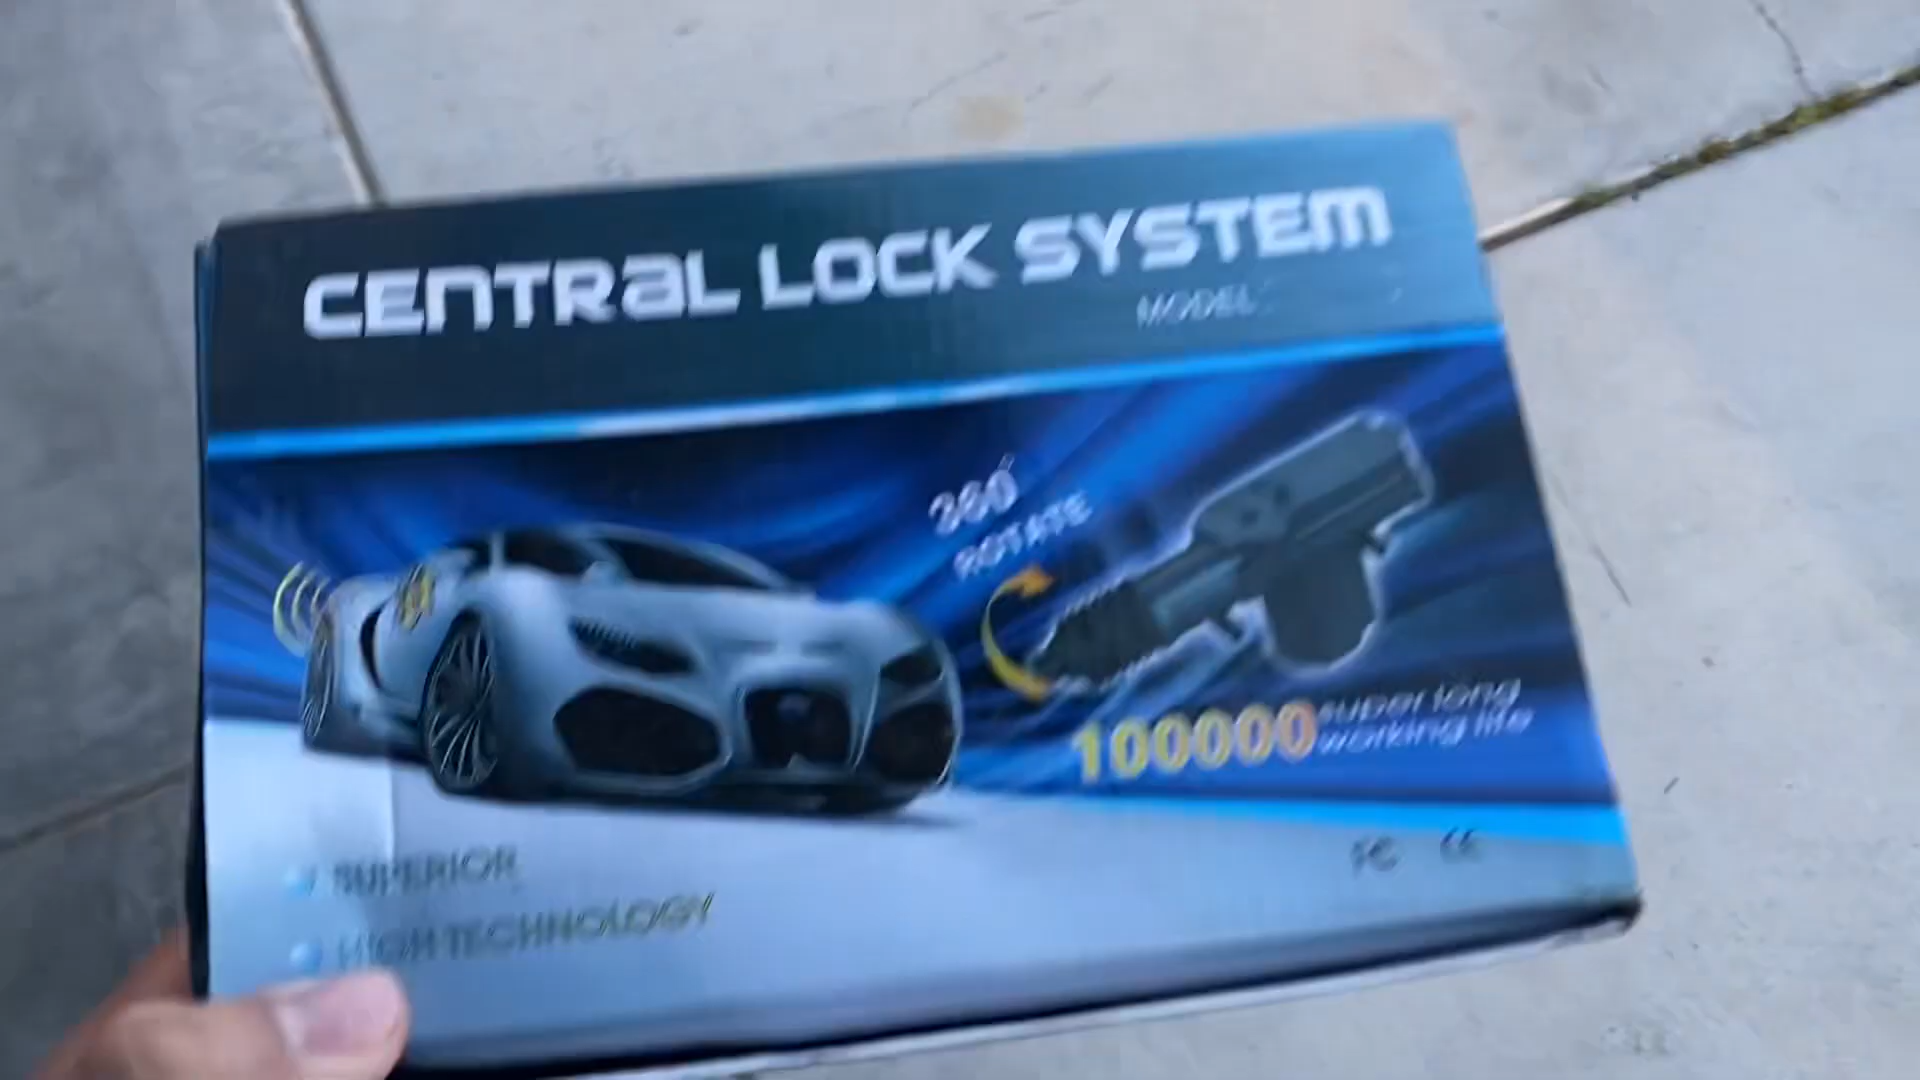 CENTRAL LOCK SYSTEM
MODEL:
360°
ROTATE
100000 super long
working life
FC CE
SUPERIOR
HIGH TECHNOLOGY